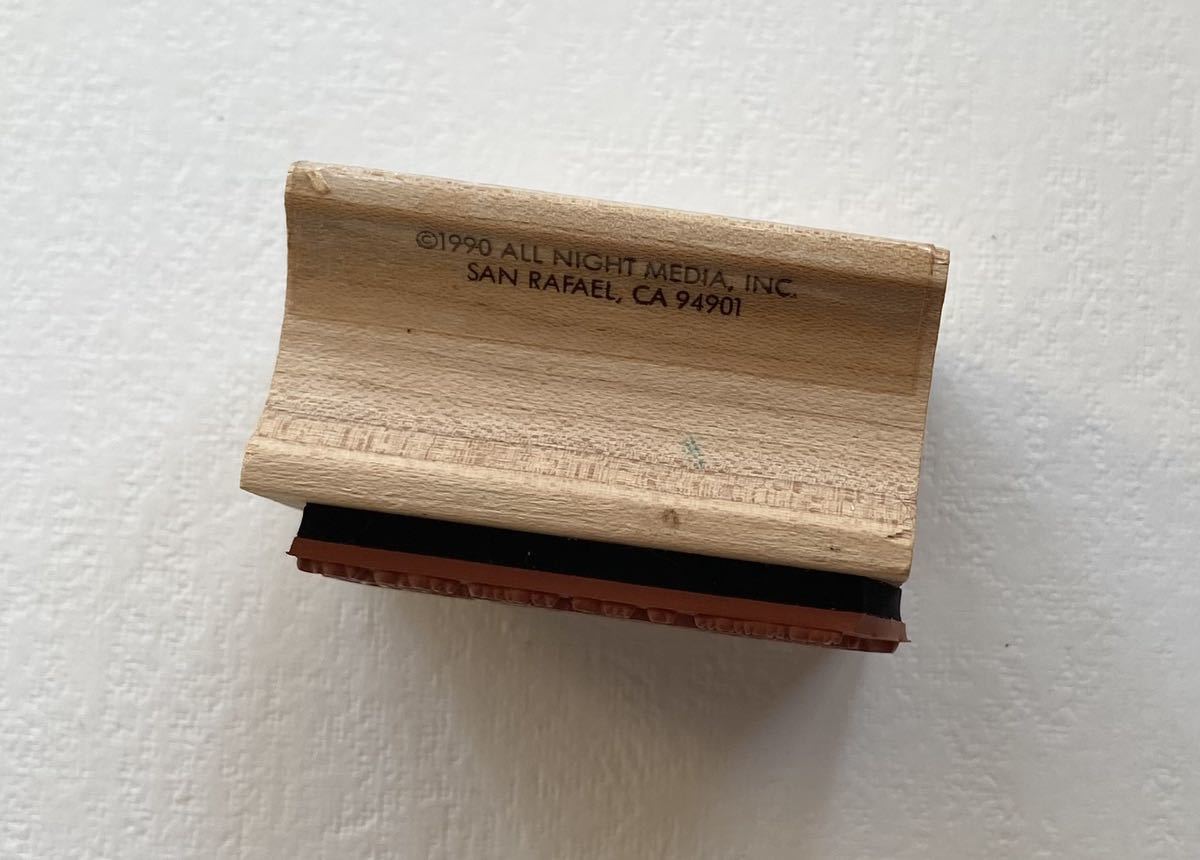 ©1990 ALL NIGHT MEDIA, INC.
SAN RAFAEL, CA 94901